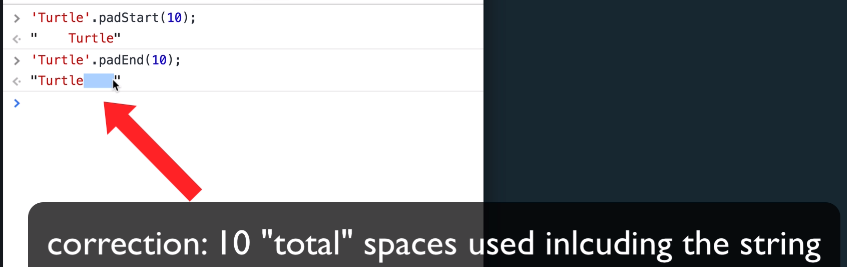 > 'Turtle'.padStart(10);
< "    Turtle"
> 'Turtle'.padEnd(10);
< "Turtle    "
>
correction: 10 "total" spaces used inlcuding the string